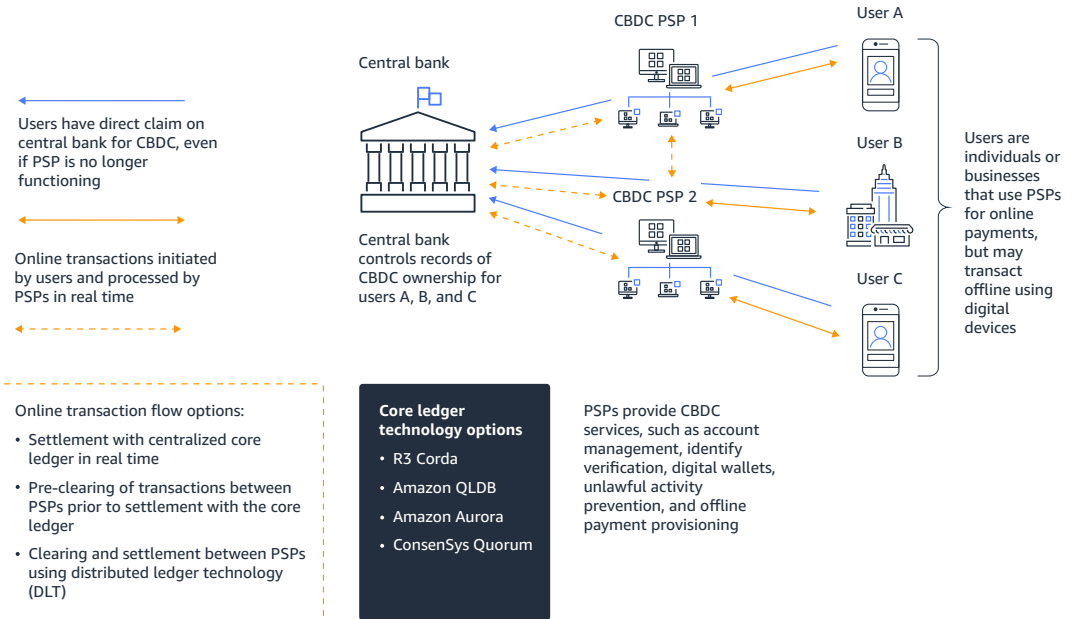 CBDC PSP 1
User A
Central bank
Users have direct claim on
central bank for CBDC, even
if PSP is no longer
functioning
User B
Users are
individuals or
businesses
that use PSPs
for online
payments,
but may
transact
offline using
digital
devices
CBDC PSP 2
Online transactions initiated
by users and processed by
PSPs in real time
Central bank
controls records of
CBDC ownership for
users A, B, and C
User C
Online transaction flow options:
• Settlement with centralized core
ledger in real time
• Pre-clearing of transactions between
PSPs prior to settlement with the core
ledger
• Clearing and settlement between PSPs
using distributed ledger technology
(DLT)
Core ledger
technology options
• R3 Corda
• Amazon QLDB
• Amazon Aurora
• ConsenSys Quorum
PSPs provide CBDC
services, such as account
management, identify
verification, digital wallets,
unlawful activity
prevention, and offline
payment provisioning